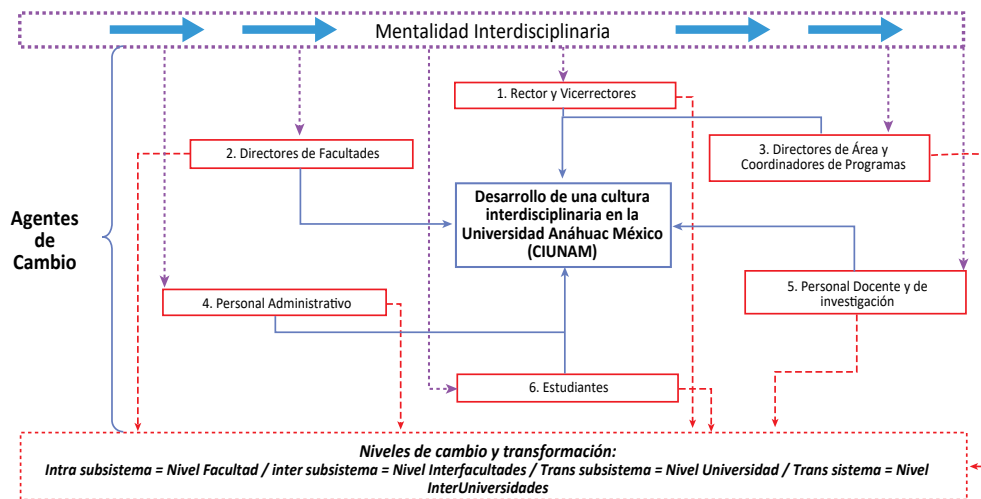 Mentalidad Interdisciplinaria
1. Rector y Vicerrectores
2. Directores de Facultades
3. Directores de Área y
Coordinadores de Programas
Agentes
de
Cambio
Desarrollo de una cultura
interdisciplinaria en la
Universidad Anáhuac México
(CIUNAM)
4. Personal Administrativo
5. Personal Docente y de
investigación
6. Estudiantes
Niveles de cambio y transformación:
Intra subsistema = Nivel Facultad / inter subsistema = Nivel Interfacultades / Trans subsistema = Nivel Universidad / Trans sistema = Nivel
InterUniversidades